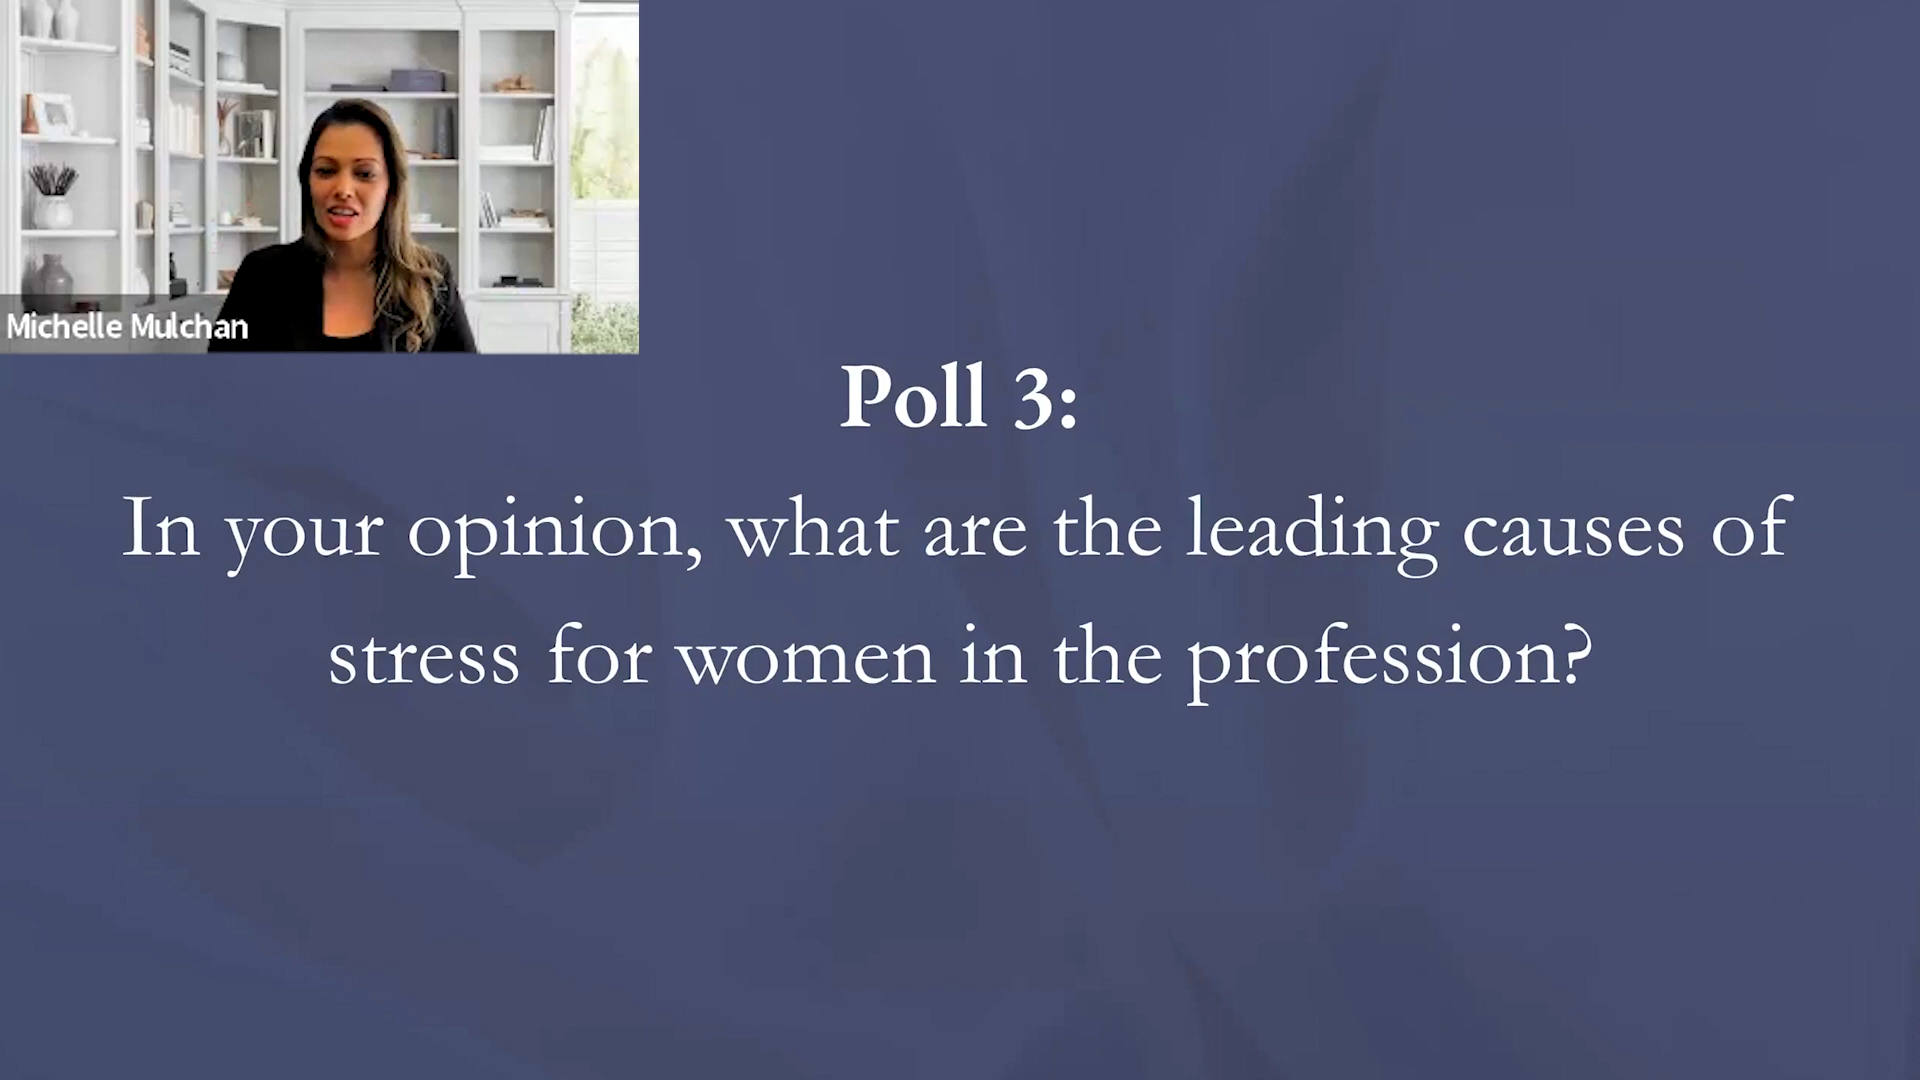 Michelle Mulchan
Poll 3:
In your opinion, what are the leading causes of
stress for women in the profession?